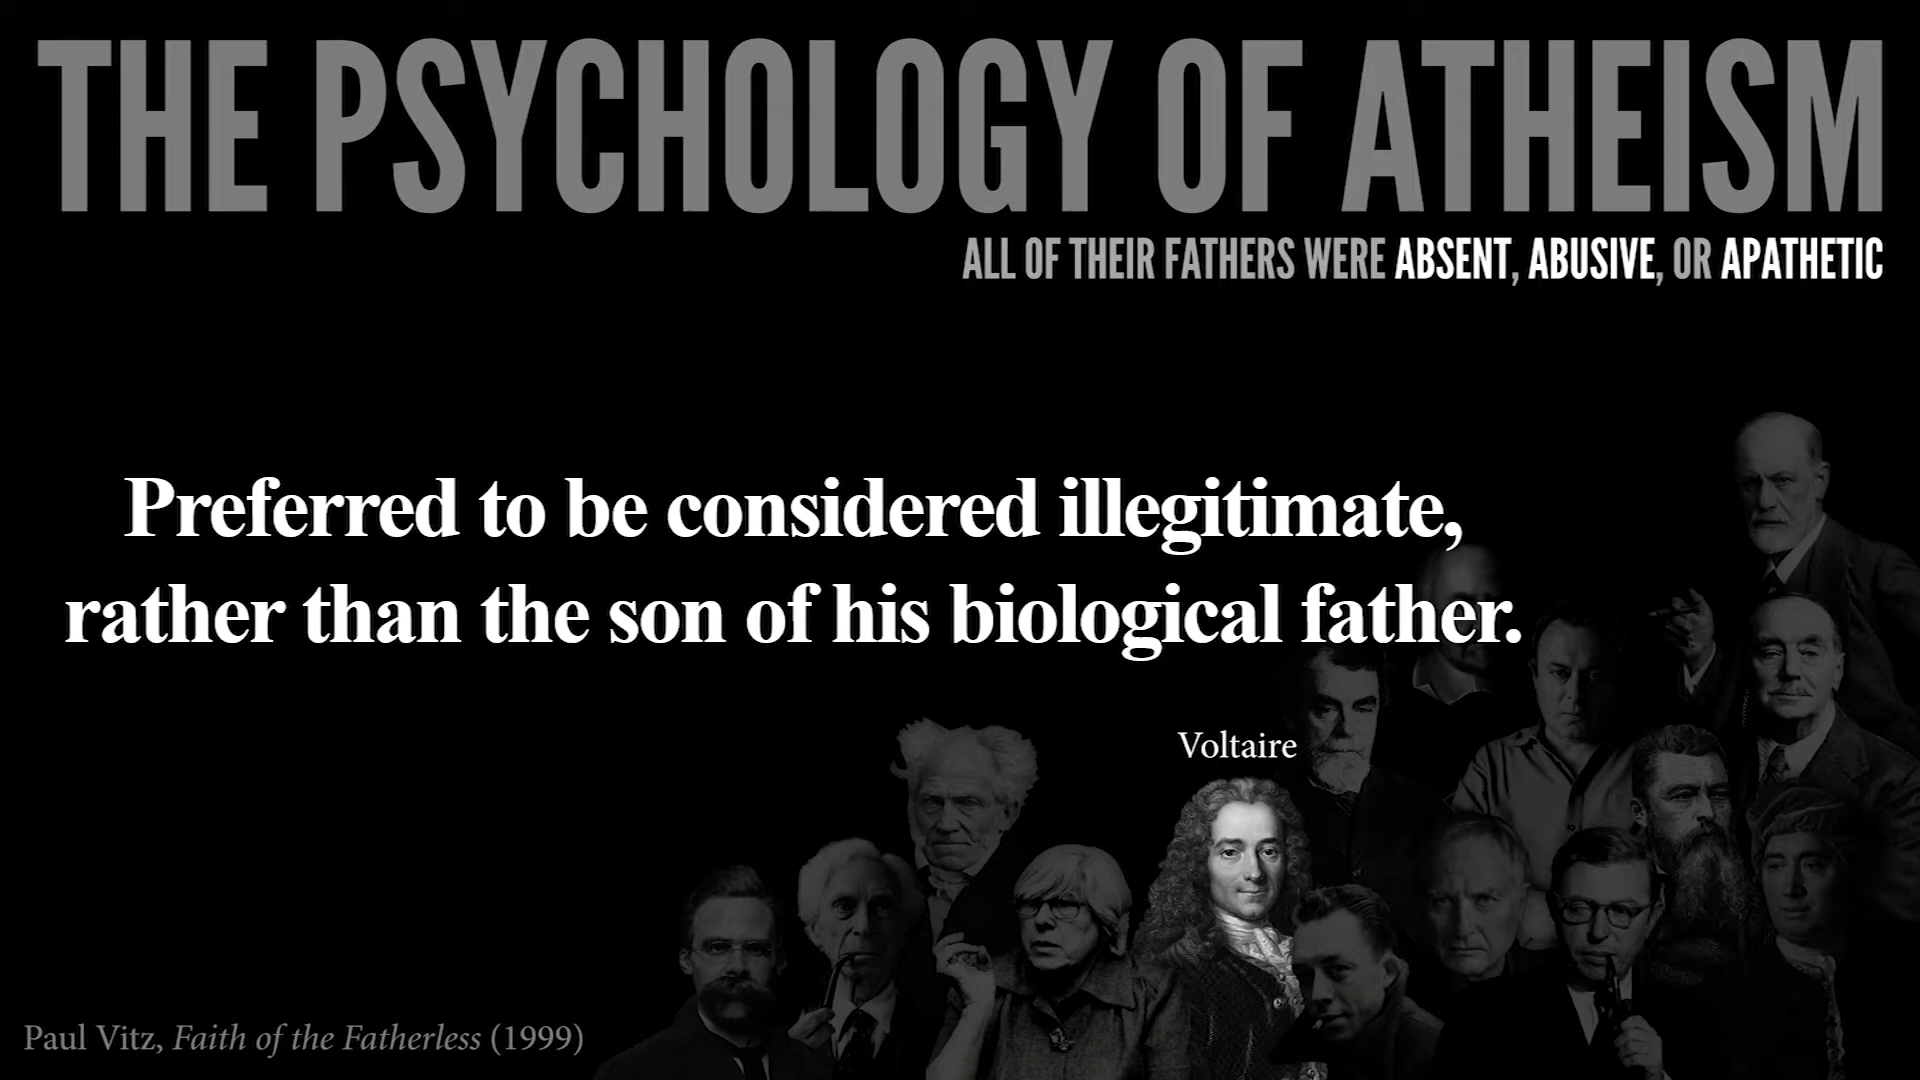 THE PSYCHOLOGY OF ATHEISM
ALL OF THEIR FATHERS WERE ABSENT, ABUSIVE, OR APATHETIC
Preferred to be considered illegitimate,
rather than the son of his biological father.
Voltaire
Paul Vitz, Faith of the Fatherless (1999)